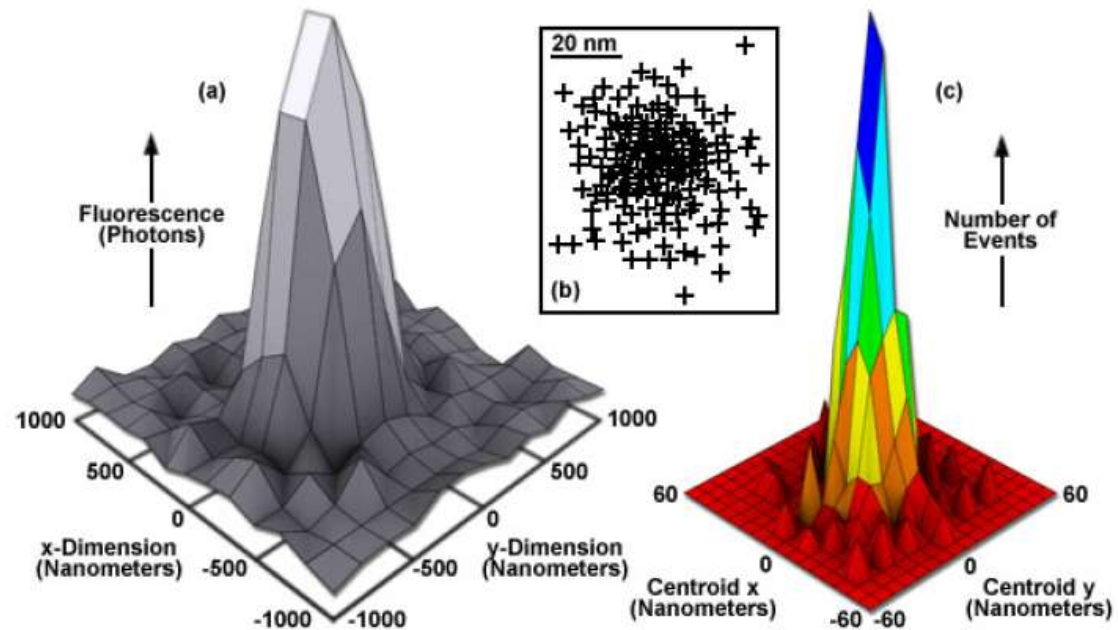 (a)
Fluorescence
(Photons)
1000
500
0
-500
-1000
x-Dimension
(Nanometers)
-1000
-500
0
500
1000
y-Dimension
(Nanometers)
20 nm
(b)
(c)
Number of
Events
60
0
-60
Centroid x
(Nanometers)
-60
0
60
Centroid y
(Nanometers)